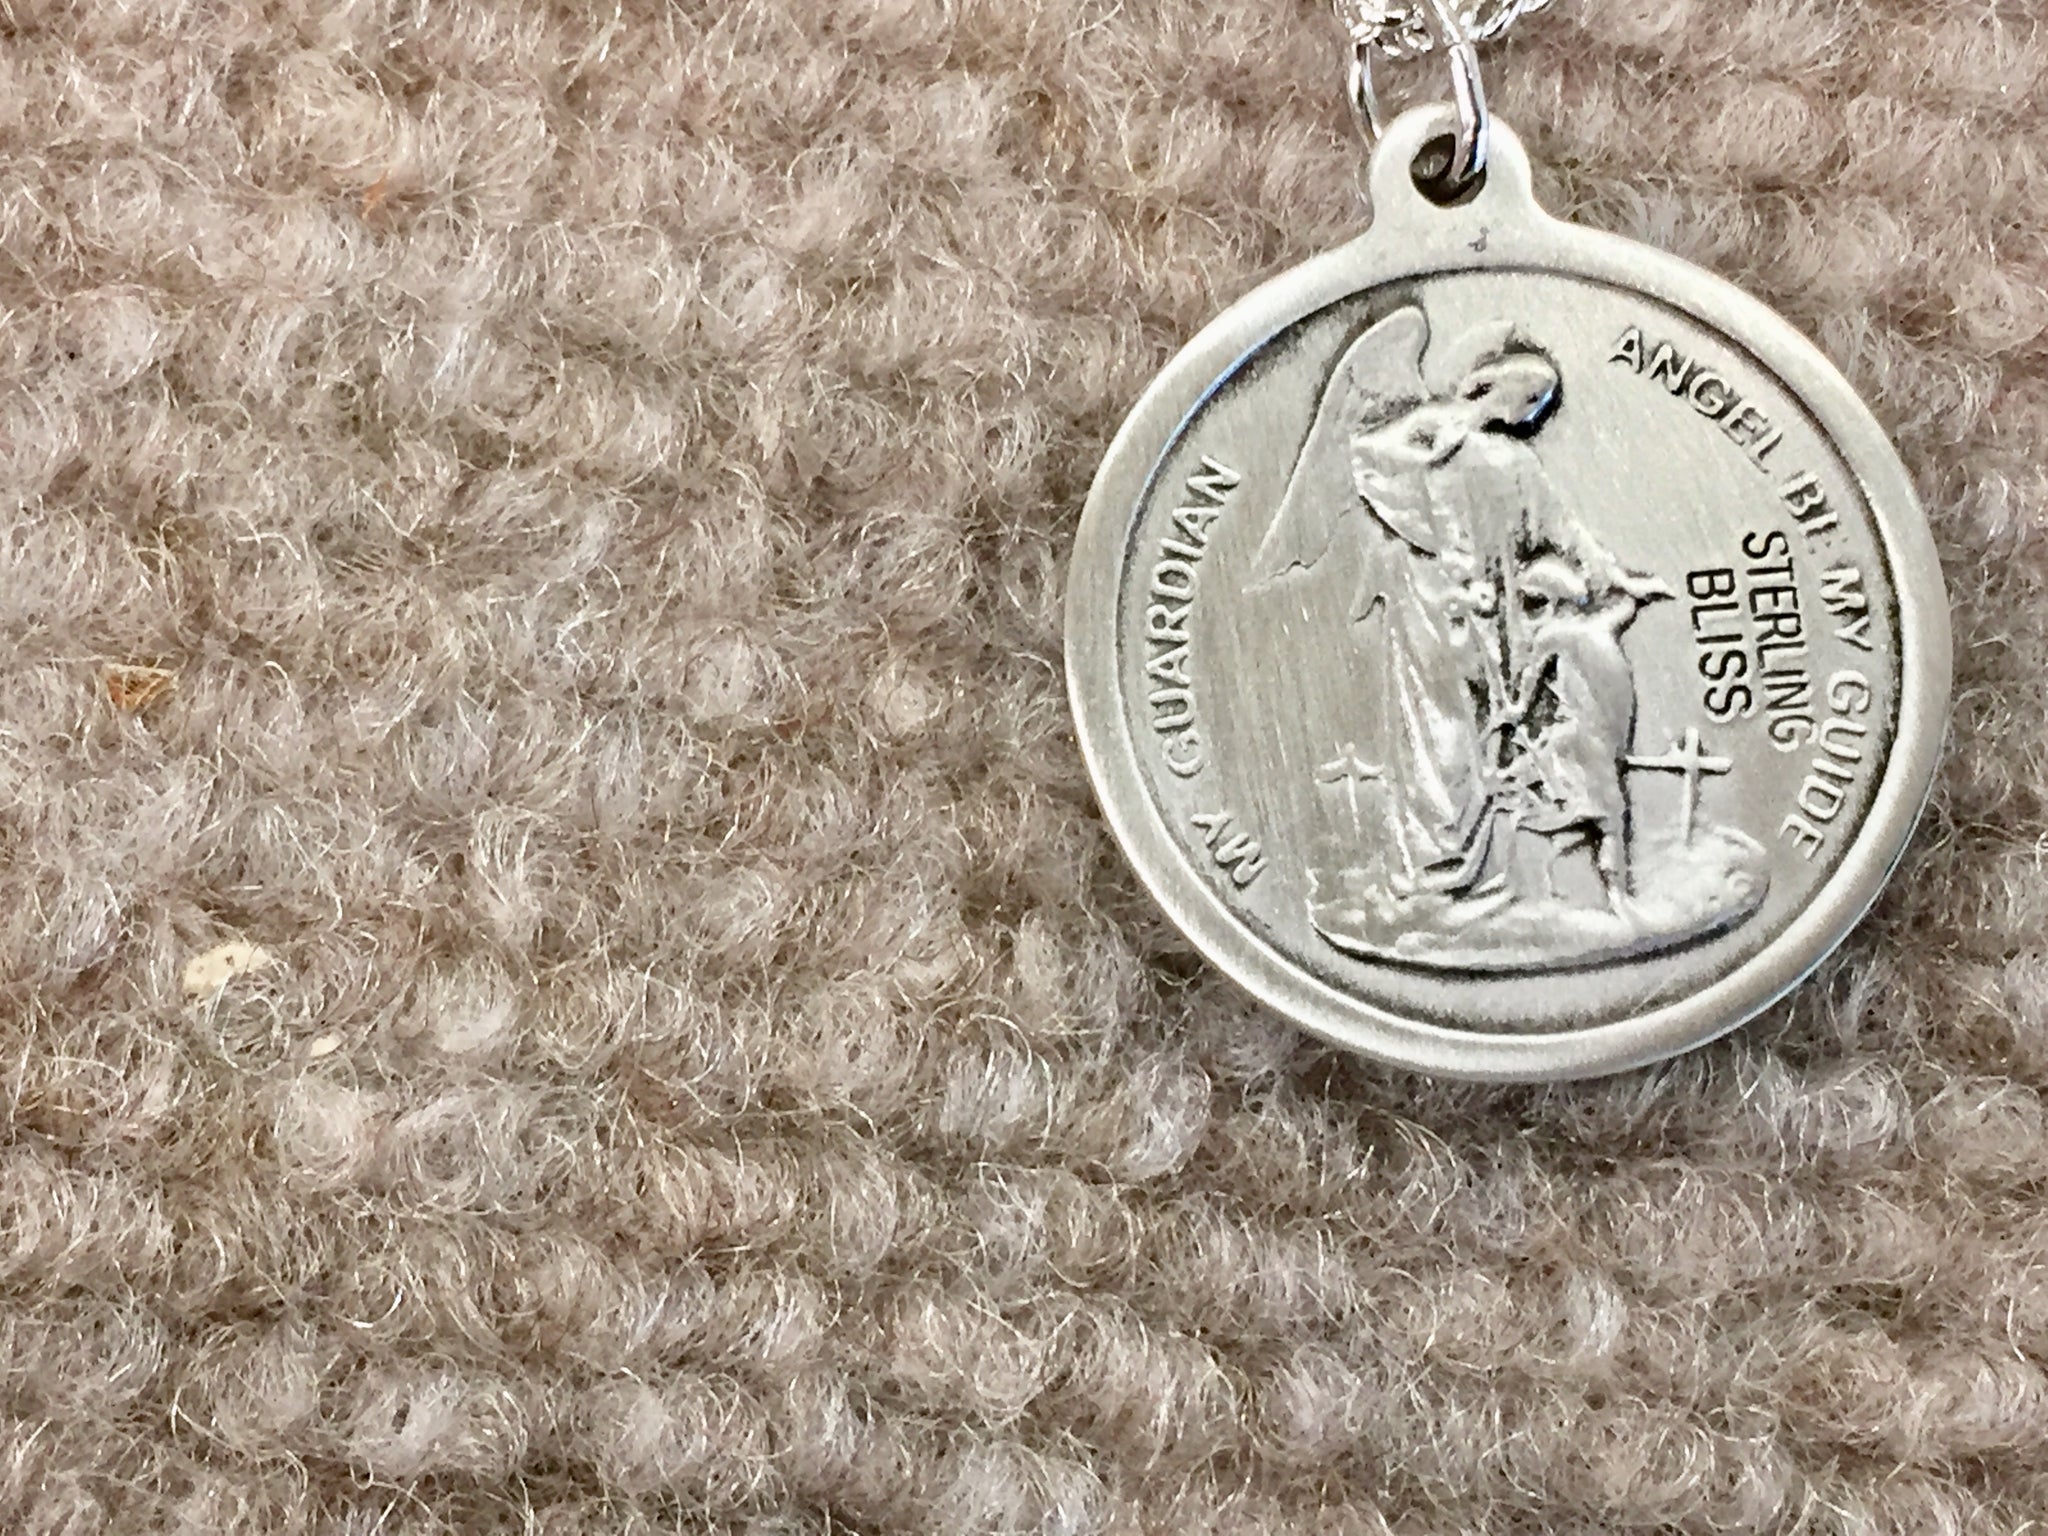 MY GUARDIAN
ANGEL BE MY GUIDE
STERLING
BLISS